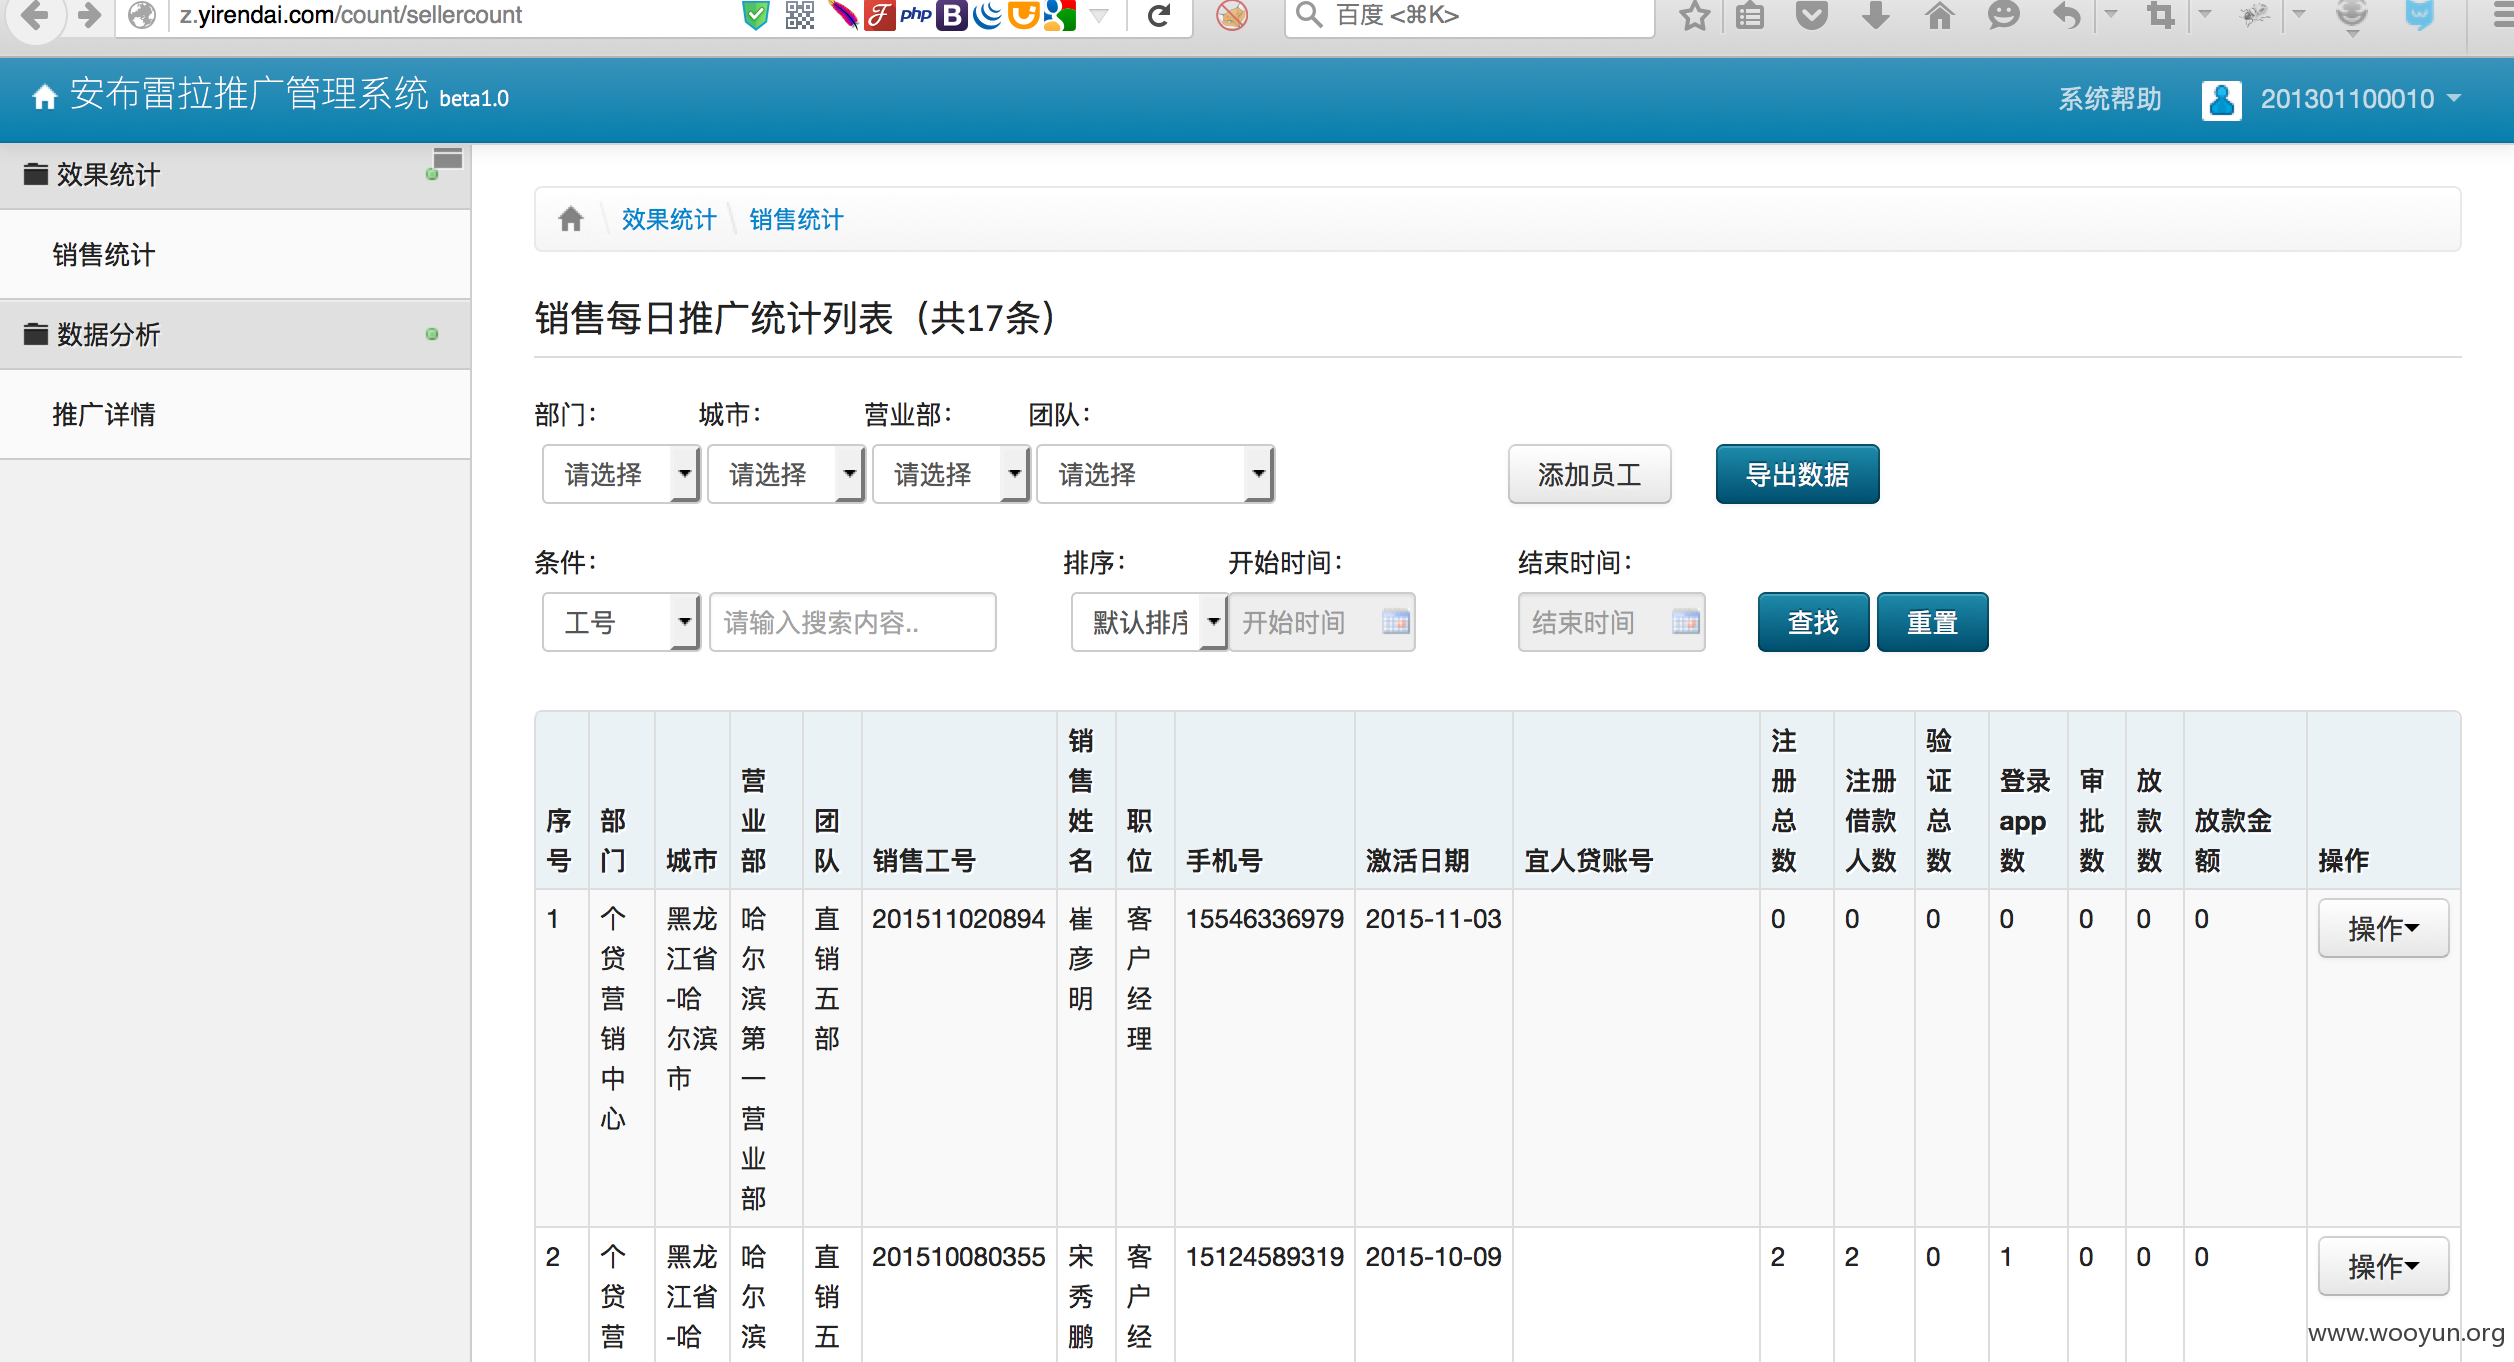 z.yirendai.com/count/sellercount
php
B
百度 <⌘K>
安布雷拉推广管理系统 beta1.0
系统帮助
201301100010
效果统计
销售统计
数据分析
推广详情
效果统计
销售统计
销售每日推广统计列表（共17条）
部门：
城市：
营业部：
团队：
请选择
请选择
请选择
请选择
添加员工
导出数据
条件：
排序：
开始时间：
结束时间：
工号
请输入搜索内容..
默认排序
开始时间
结束时间
查找
重置
序号
部门
城市
营业部
团队
销售工号
销售姓名
职位
手机号
激活日期
宜人贷账号
注册总数
注册借款人数
验证总数
登录app数
审批数
放款数
放款金额
操作
1
个贷营销中心
黑龙江省-哈尔滨市
哈尔滨第一营业部
直销五部
201511020894
崔彦明
客户经理
15546336979
2015-11-03
0
0
0
0
0
0
0
操作
2
个贷营
黑龙江省-哈
哈尔滨
直销五
201510080355
宋秀鹏
客户经
15124589319
2015-10-09
2
2
0
1
0
0
0
操作
www.wooyun.org